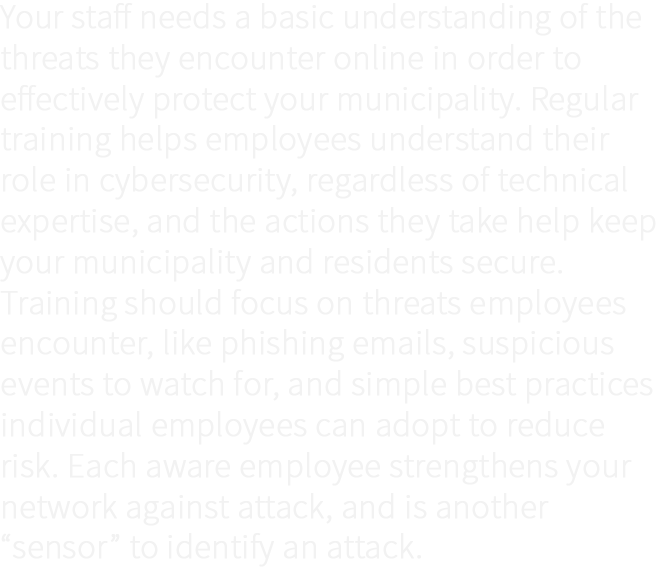 Your staff needs a basic understanding of the
threats they encounter online in order to
effectively protect your municipality. Regular
training helps employees understand their
role in cybersecurity, regardless of technical
expertise, and the actions they take help keep
your municipality and residents secure.
Training should focus on threats employees
encounter, like phishing emails, suspicious
events to watch for, and simple best practices
individual employees can adopt to reduce
risk. Each aware employee strengthens your
network against attack, and is another
“sensor” to identify an attack.